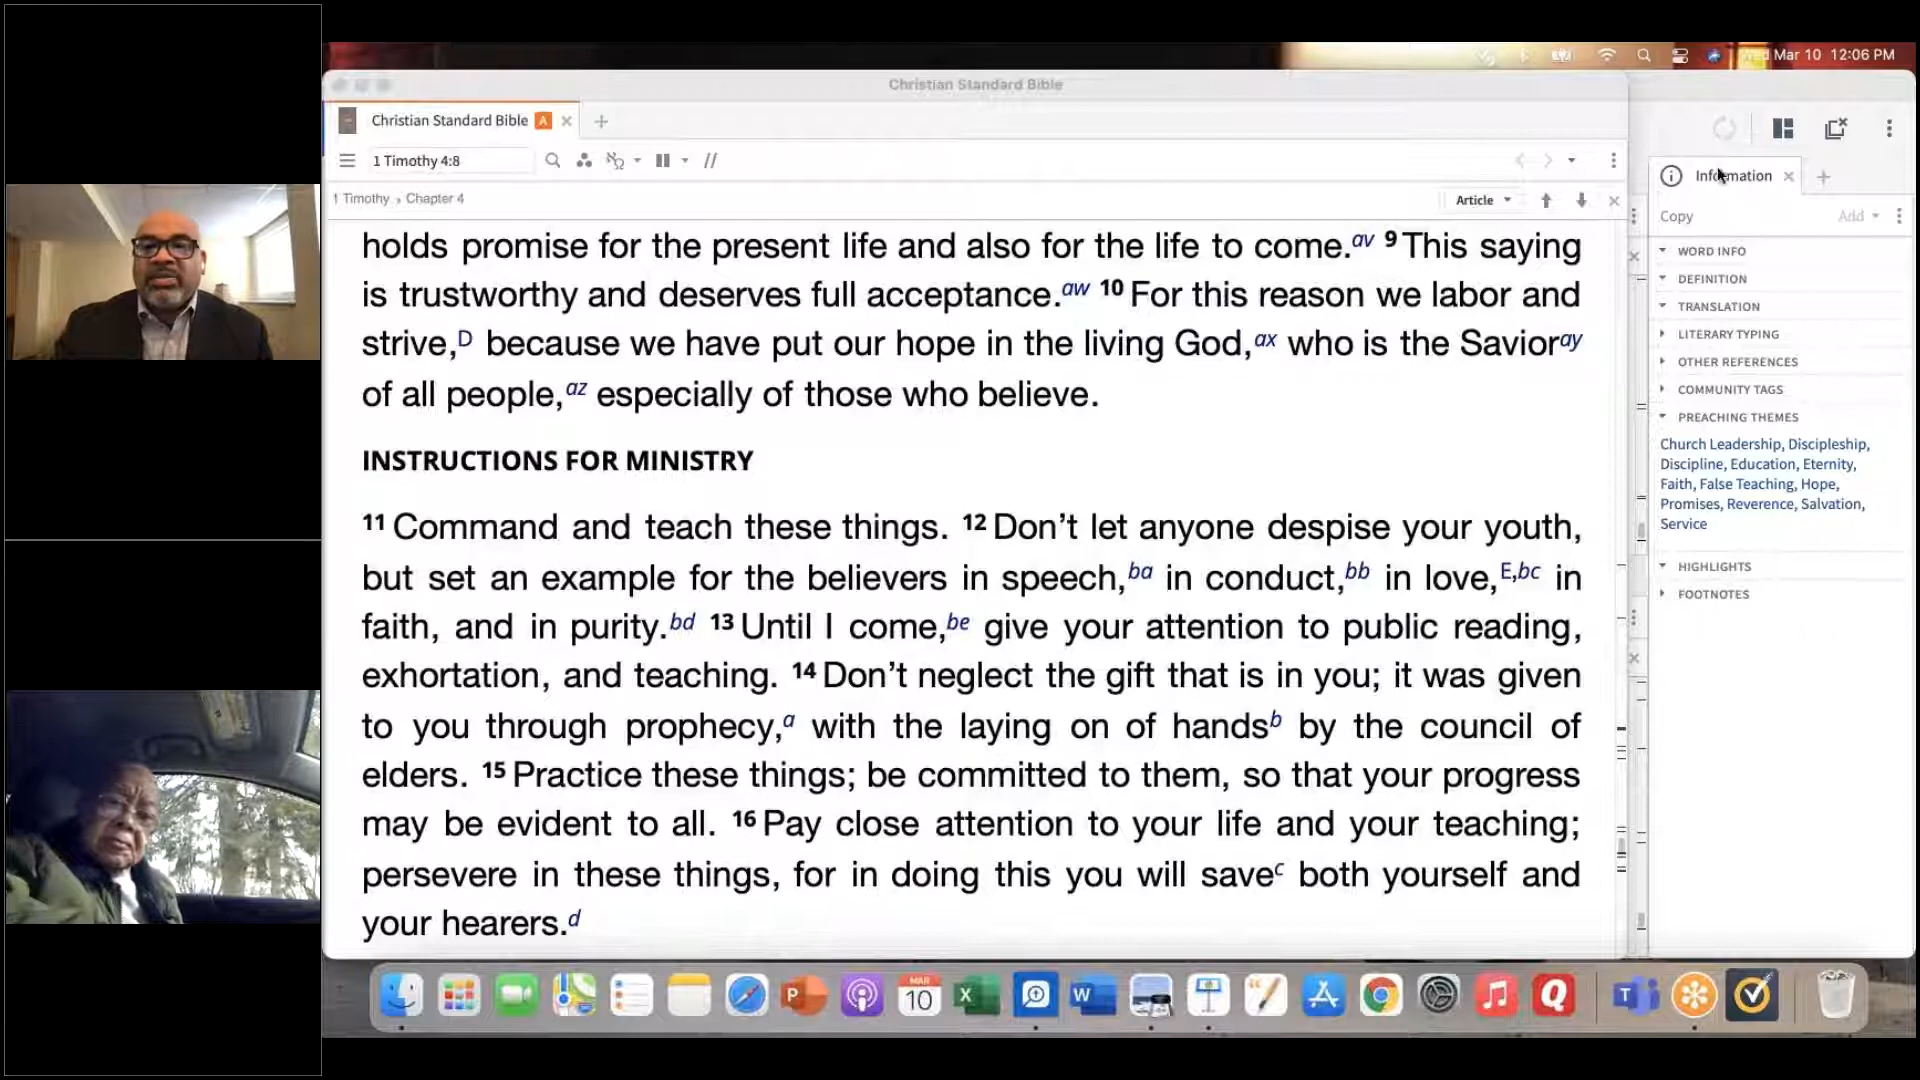 Wed Mar 10 12:06 PM
Christian Standard Bible
Christian Standard Bible A
1 Timothy 4:8
1 Timothy › Chapter 4
Article
holds promise for the present life and also for the life to come.av 9 This saying
is trustworthy and deserves full acceptance.aw 10 For this reason we labor and
strive,D because we have put our hope in the living God,ax who is the Savioray
of all people,az especially of those who believe.
INSTRUCTIONS FOR MINISTRY
11 Command and teach these things. 12 Don’t let anyone despise your youth,
but set an example for the believers in speech,ba in conduct,bb in love,E,bc in
faith, and in purity.bd 13 Until I come,be give your attention to public reading,
exhortation, and teaching. 14 Don’t neglect the gift that is in you; it was given
to you through prophecy,a with the laying on of handsb by the council of
elders. 15 Practice these things; be committed to them, so that your progress
may be evident to all. 16 Pay close attention to your life and your teaching;
persevere in these things, for in doing this you will savec both yourself and
your hearers.d
Information
Copy
Add
WORD INFO
DEFINITION
TRANSLATION
LITERARY TYPING
OTHER REFERENCES
COMMUNITY TAGS
PREACHING THEMES
Church Leadership, Discipleship,
Discipline, Education, Eternity,
Faith, False Teaching, Hope,
Promises, Reverence, Salvation,
Service
HIGHLIGHTS
FOOTNOTES
P
MAR
10
X
W
Q
T